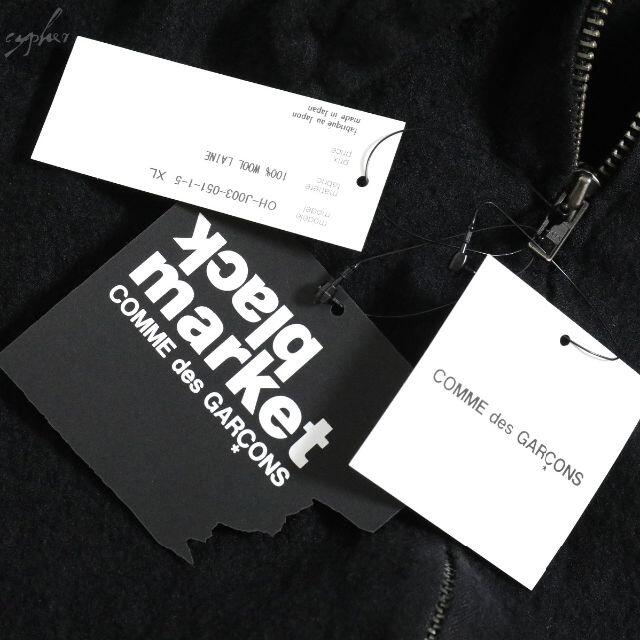 cypher
fabriqué au Japon
made in Japan
prix
price
100% WOOL LAINE
matière
fabric
OH-J003-051-1-5 XL
modèle
model
black
market
COMME des GARÇONS
COMME des GARÇONS